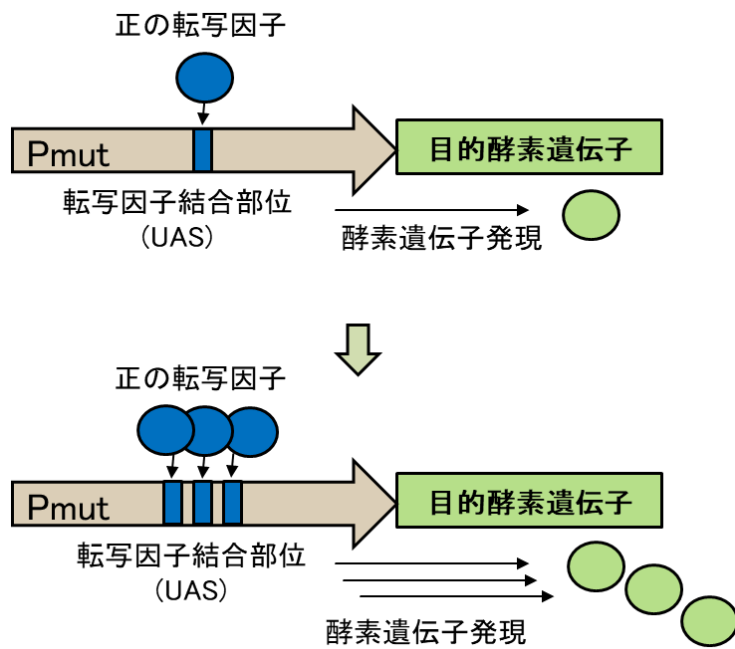 正の転写因子
Pmut
目的酵素遺伝子
転写因子結合部位
(UAS)
酵素遺伝子発現
正の転写因子
Pmut
目的酵素遺伝子
転写因子結合部位
(UAS)
酵素遺伝子発現